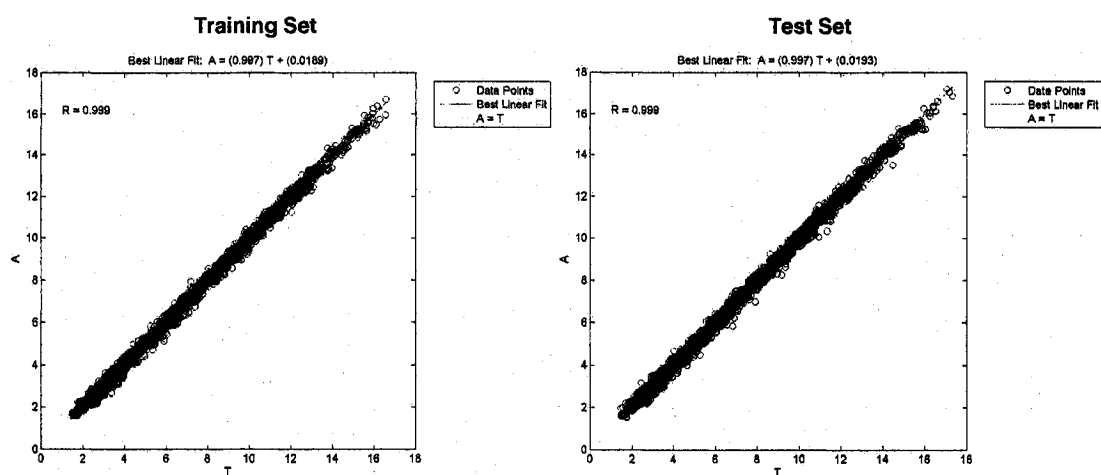 Training Set
Best Linear Fit: A = (0.997) T + (0.0189)
R = 0.999
Data Points
Best Linear Fit
A = T
18
16
14
12
10
8
6
4
2
0
A
0 2 4 6 8 10 12 14 16 18
T
Test Set
Best Linear Fit: A = (0.997) T + (0.0193)
R = 0.999
Data Points
Best Linear Fit
A = T
18
16
14
12
10
8
6
4
2
0
A
0 2 4 6 8 10 12 14 16 18
T